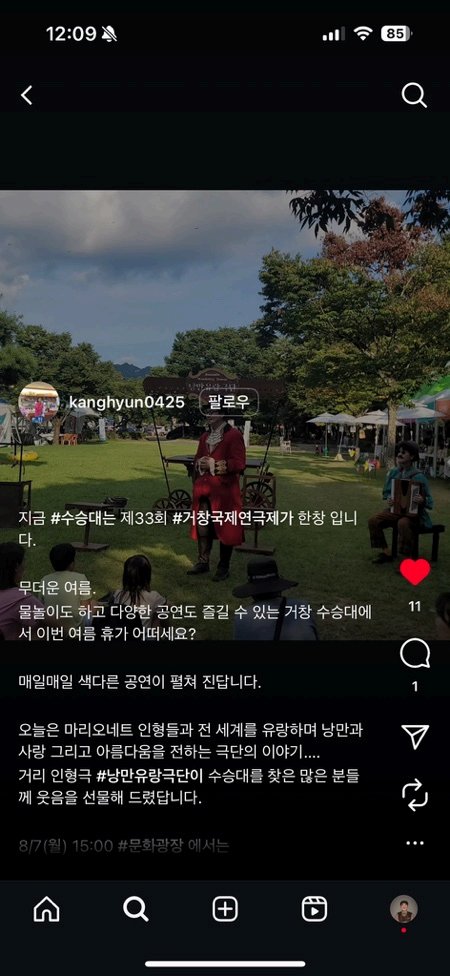 12:09
85
낭만유랑극단
kanghyun0425 팔로우
지금 #수승대는 제33회 #거창국제연극제가 한창 입니
다.
무더운 여름.
물놀이도 하고 다양한 공연도 즐길 수 있는 거창 수승대에
서 이번 여름 휴가 어떠세요?
매일매일 색다른 공연이 펼쳐 진답니다.
오늘은 마리오네트 인형들과 전 세계를 유랑하며 낭만과
사랑 그리고 아름다움을 전하는 극단의 이야기....
거리 인형극 #낭만유랑극단이 수승대를 찾은 많은 분들
께 웃음을 선물해 드렸답니다.
8/7(월) 15:00 #문화광장 에서는
11
1